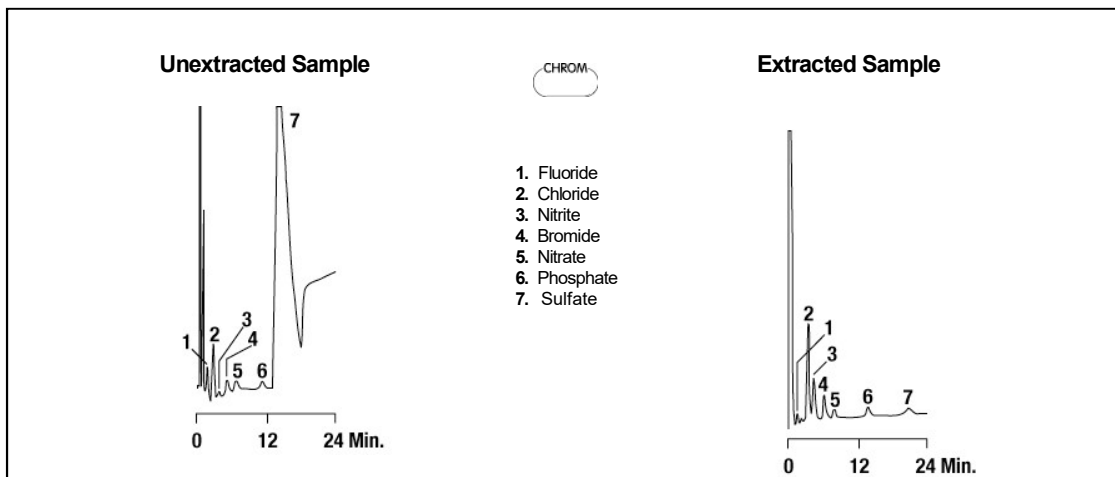 Unextracted Sample
CHROM
Extracted Sample
7
1 2 3 4 5 6
0 12 24 Min.
1. Fluoride
2. Chloride
3. Nitrite
4. Bromide
5. Nitrate
6. Phosphate
7. Sulfate
2 1 3 4 5 6 7
0 12 24 Min.